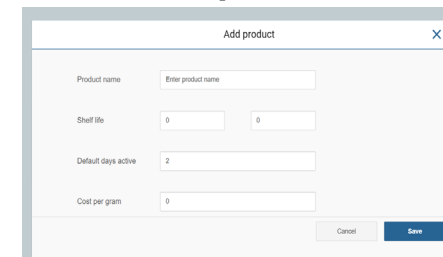 Add product
Product name Enter product name
Shelf life 0 0
Default days active 2
Cost per gram 0
Cancel Save